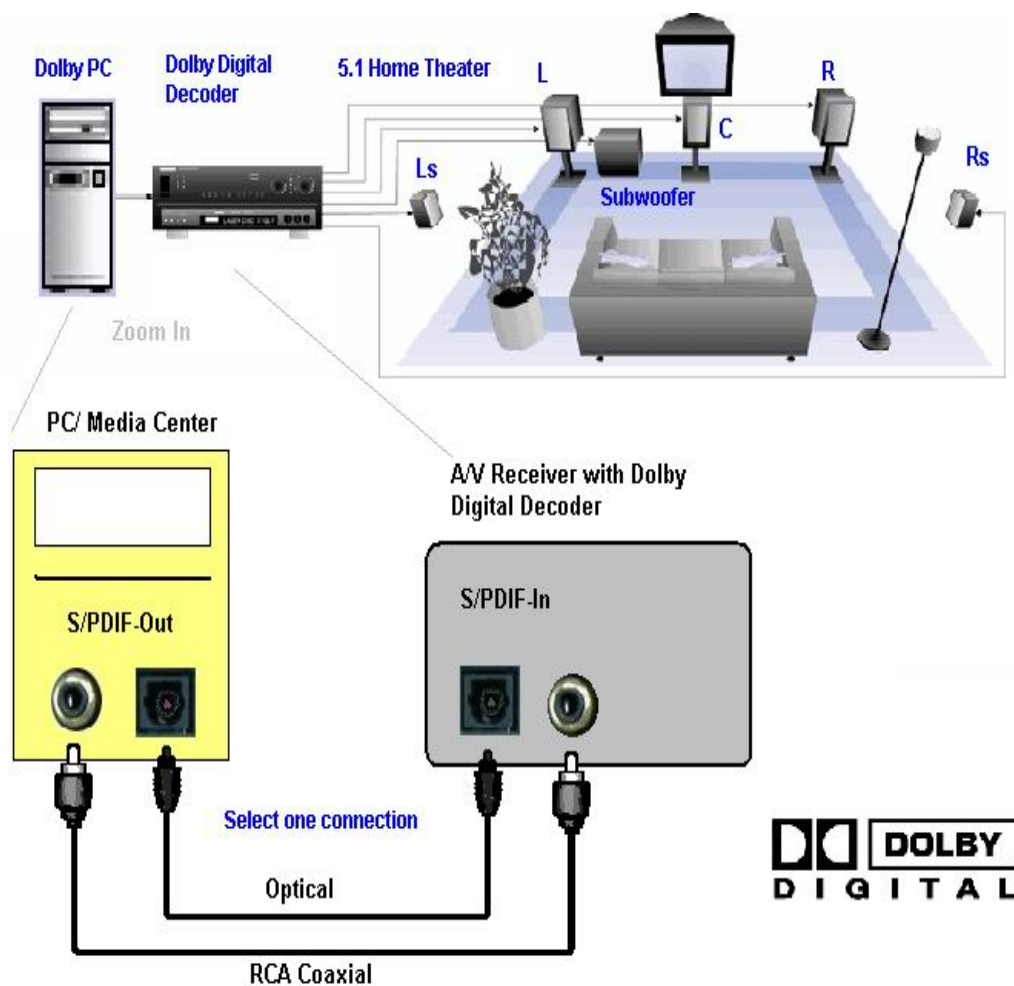 Dolby PC
Dolby Digital
Decoder
5.1 Home Theater
L
R
C
Ls
Rs
Subwoofer
Zoom In
PC/ Media Center
A/V Receiver with Dolby
Digital Decoder
S/PDIF-Out
S/PDIF-In
Select one connection
Optical
RCA Coaxial
DOLBY
DIGITAL